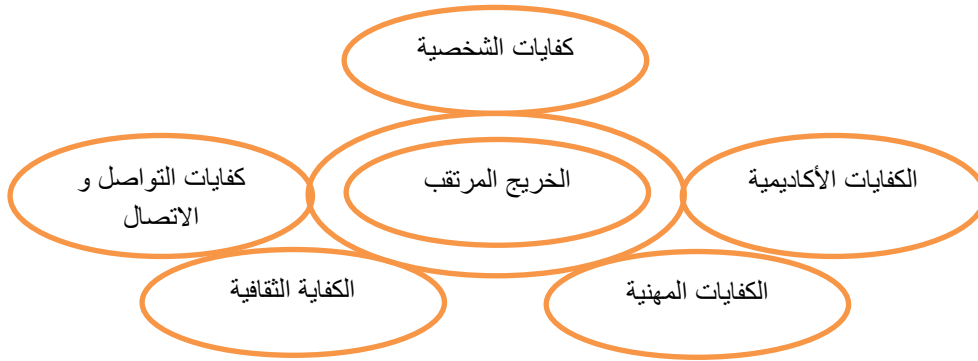 كفايات الشخصية
الكفايات الأكاديمية
الخريج المرتقب
كفايات التواصل و
الاتصال
الكفايات المهنية
الكفاية الثقافية